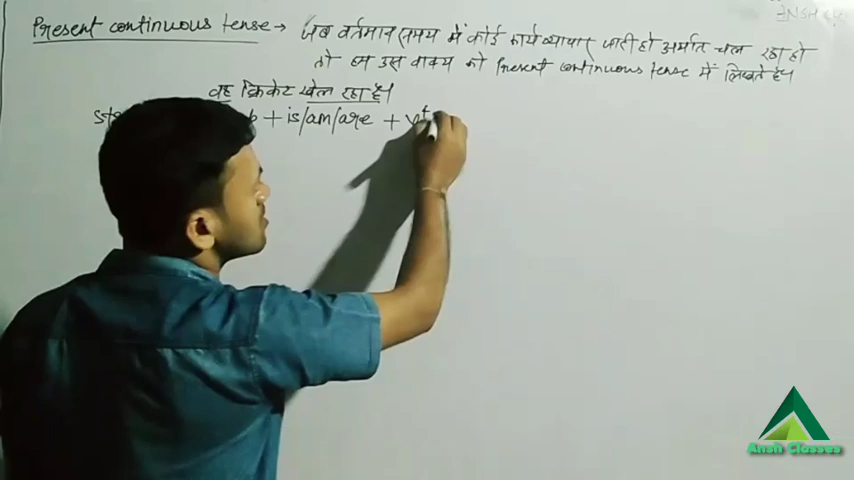 Present continuous tense → जब वर्तमान समय में कोई कार्य व्यापार जारी हो अर्थात चल रहा हो
तो हम उस वाक्य को Present continuous tense में लिखते है।
वह क्रिकेट खेल रहा है।
+ is/am/are +
Ansh Classes